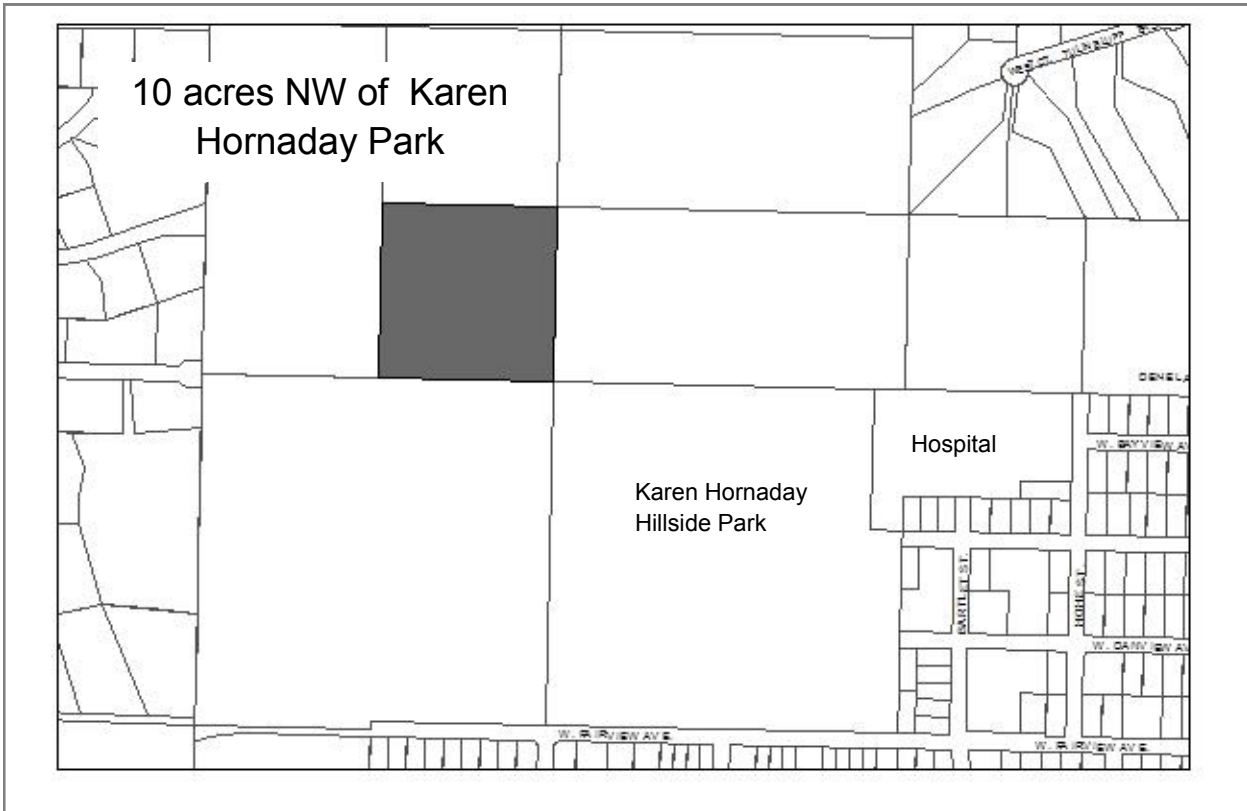 10 acres NW of Karen
Hornaday Park
Hospital
W. BAYVIEW AV
Karen Hornaday
Hillside Park
BARTLETT ST.
HOHE ST.
W. DANVIEW AV
W. FAIRVIEW AVE.
W. FAIRVIEW AVE.